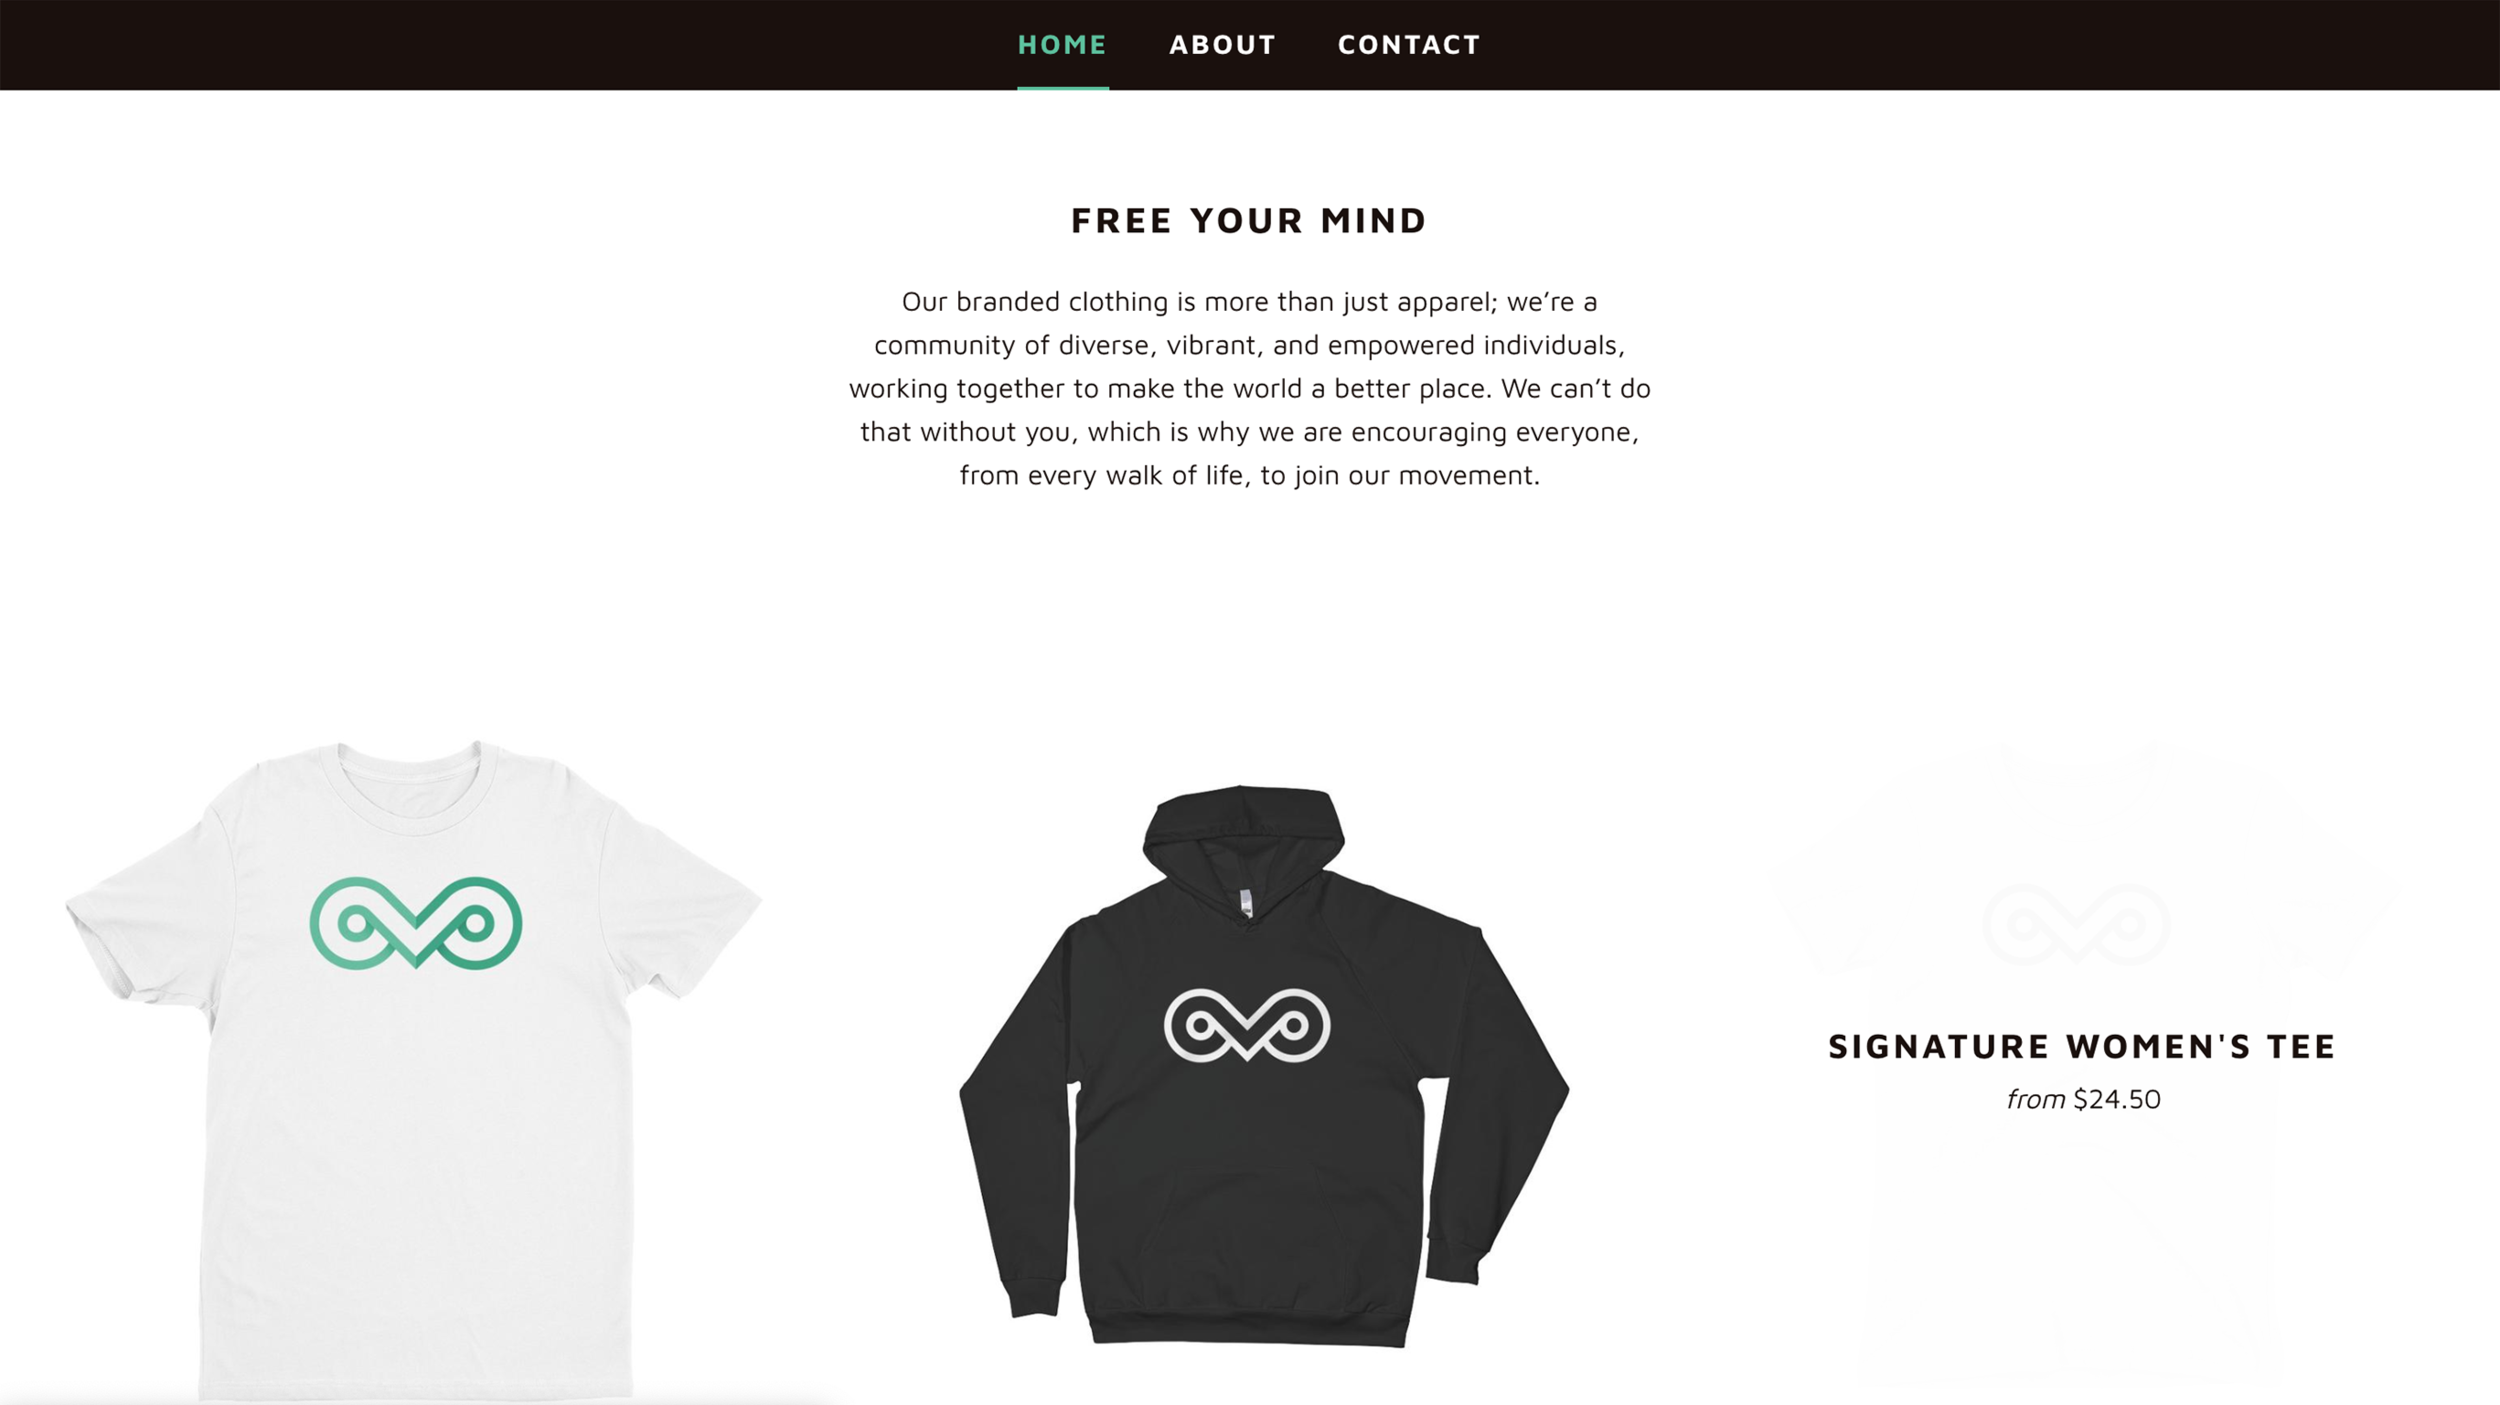 HOME ABOUT CONTACT
FREE YOUR MIND
Our branded clothing is more than just apparel; we’re a
community of diverse, vibrant, and empowered individuals,
working together to make the world a better place. We can’t do
that without you, which is why we are encouraging everyone,
from every walk of life, to join our movement.
SIGNATURE WOMEN'S TEE
from $24.50